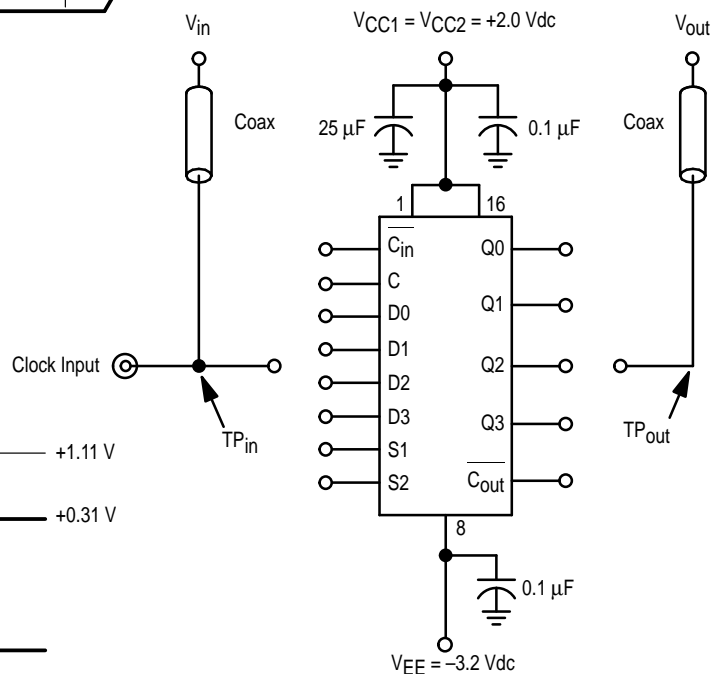 Vin
VCC1 = VCC2 = +2.0 Vdc
Vout
Coax
25 µF
0.1 µF
Coax
1
16
Cin
C
D0
D1
D2
D3
S1
S2
Q0
Q1
Q2
Q3
Cout
Clock Input
TPin
TPout
+1.11 V
+0.31 V
8
0.1 µF
VEE = –3.2 Vdc